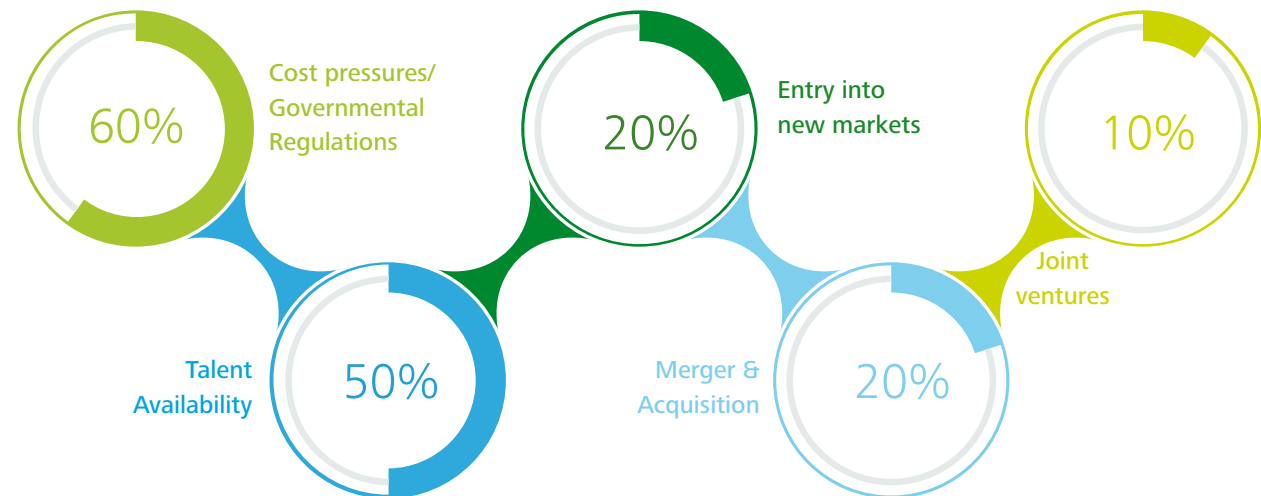 60%
Cost pressures/
Governmental
Regulations
Talent
Availability
50%
20%
Entry into
new markets
Merger &
Acquisition
20%
10%
Joint
ventures